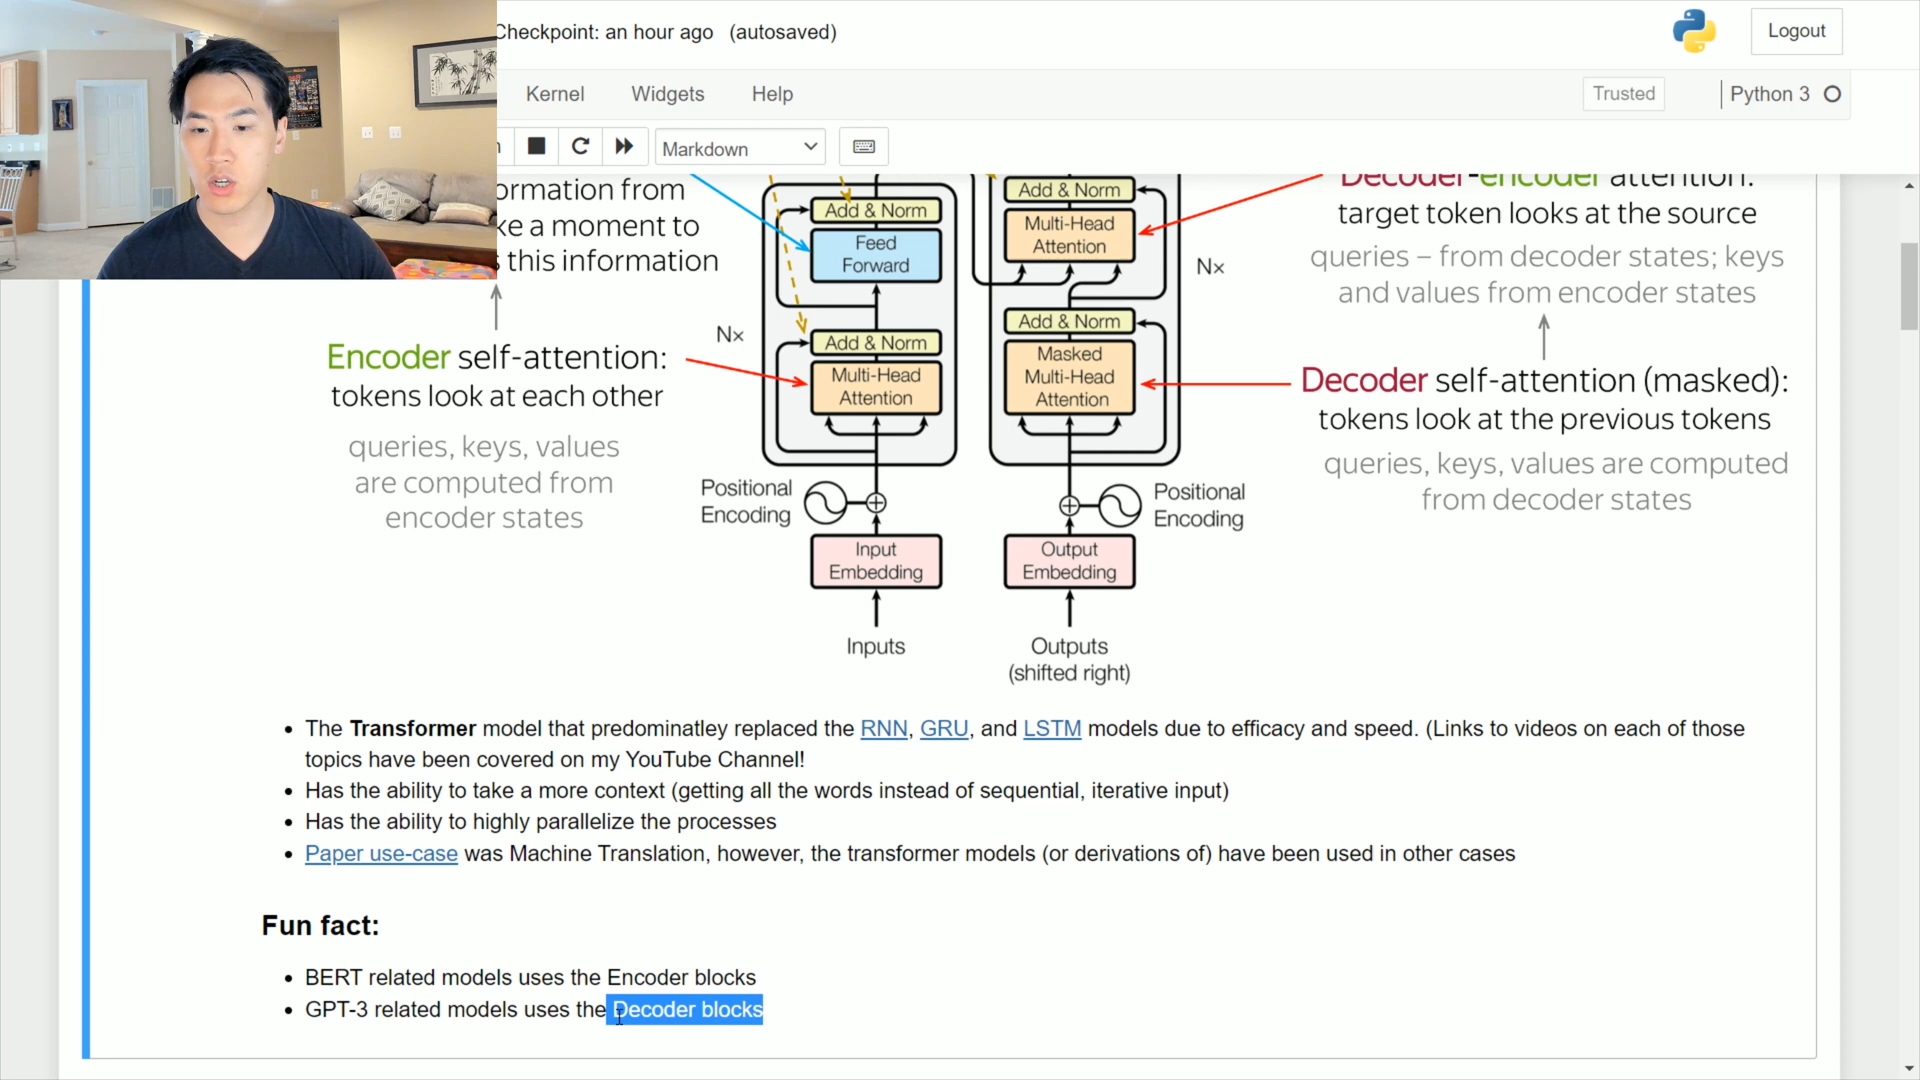 Checkpoint: an hour ago (autosaved)
Logout
Kernel Widgets Help
Trusted
Python 3
Markdown
ormation from
ke a moment to
this information
Encoder self-attention:
tokens look at each other
queries, keys, values
are computed from
encoder states
Nx
Add & Norm
Feed
Forward
Add & Norm
Multi-Head
Attention
Positional
Encoding
Input
Embedding
Inputs
Add & Norm
Multi-Head
Attention
Nx
Add & Norm
Masked
Multi-Head
Attention
Positional
Encoding
Output
Embedding
Outputs
(shifted right)
Decoder-encoder attention:
target token looks at the source
queries – from decoder states; keys
and values from encoder states
Decoder self-attention (masked):
tokens look at the previous tokens
queries, keys, values are computed
from decoder states
The Transformer model that predominatley replaced the RNN, GRU, and LSTM models due to efficacy and speed. (Links to videos on each of those
topics have been covered on my YouTube Channel!
Has the ability to take a more context (getting all the words instead of sequential, iterative input)
Has the ability to highly parallelize the processes
Paper use-case was Machine Translation, however, the transformer models (or derivations of) have been used in other cases
Fun fact:
BERT related models uses the Encoder blocks
GPT-3 related models uses the Decoder blocks